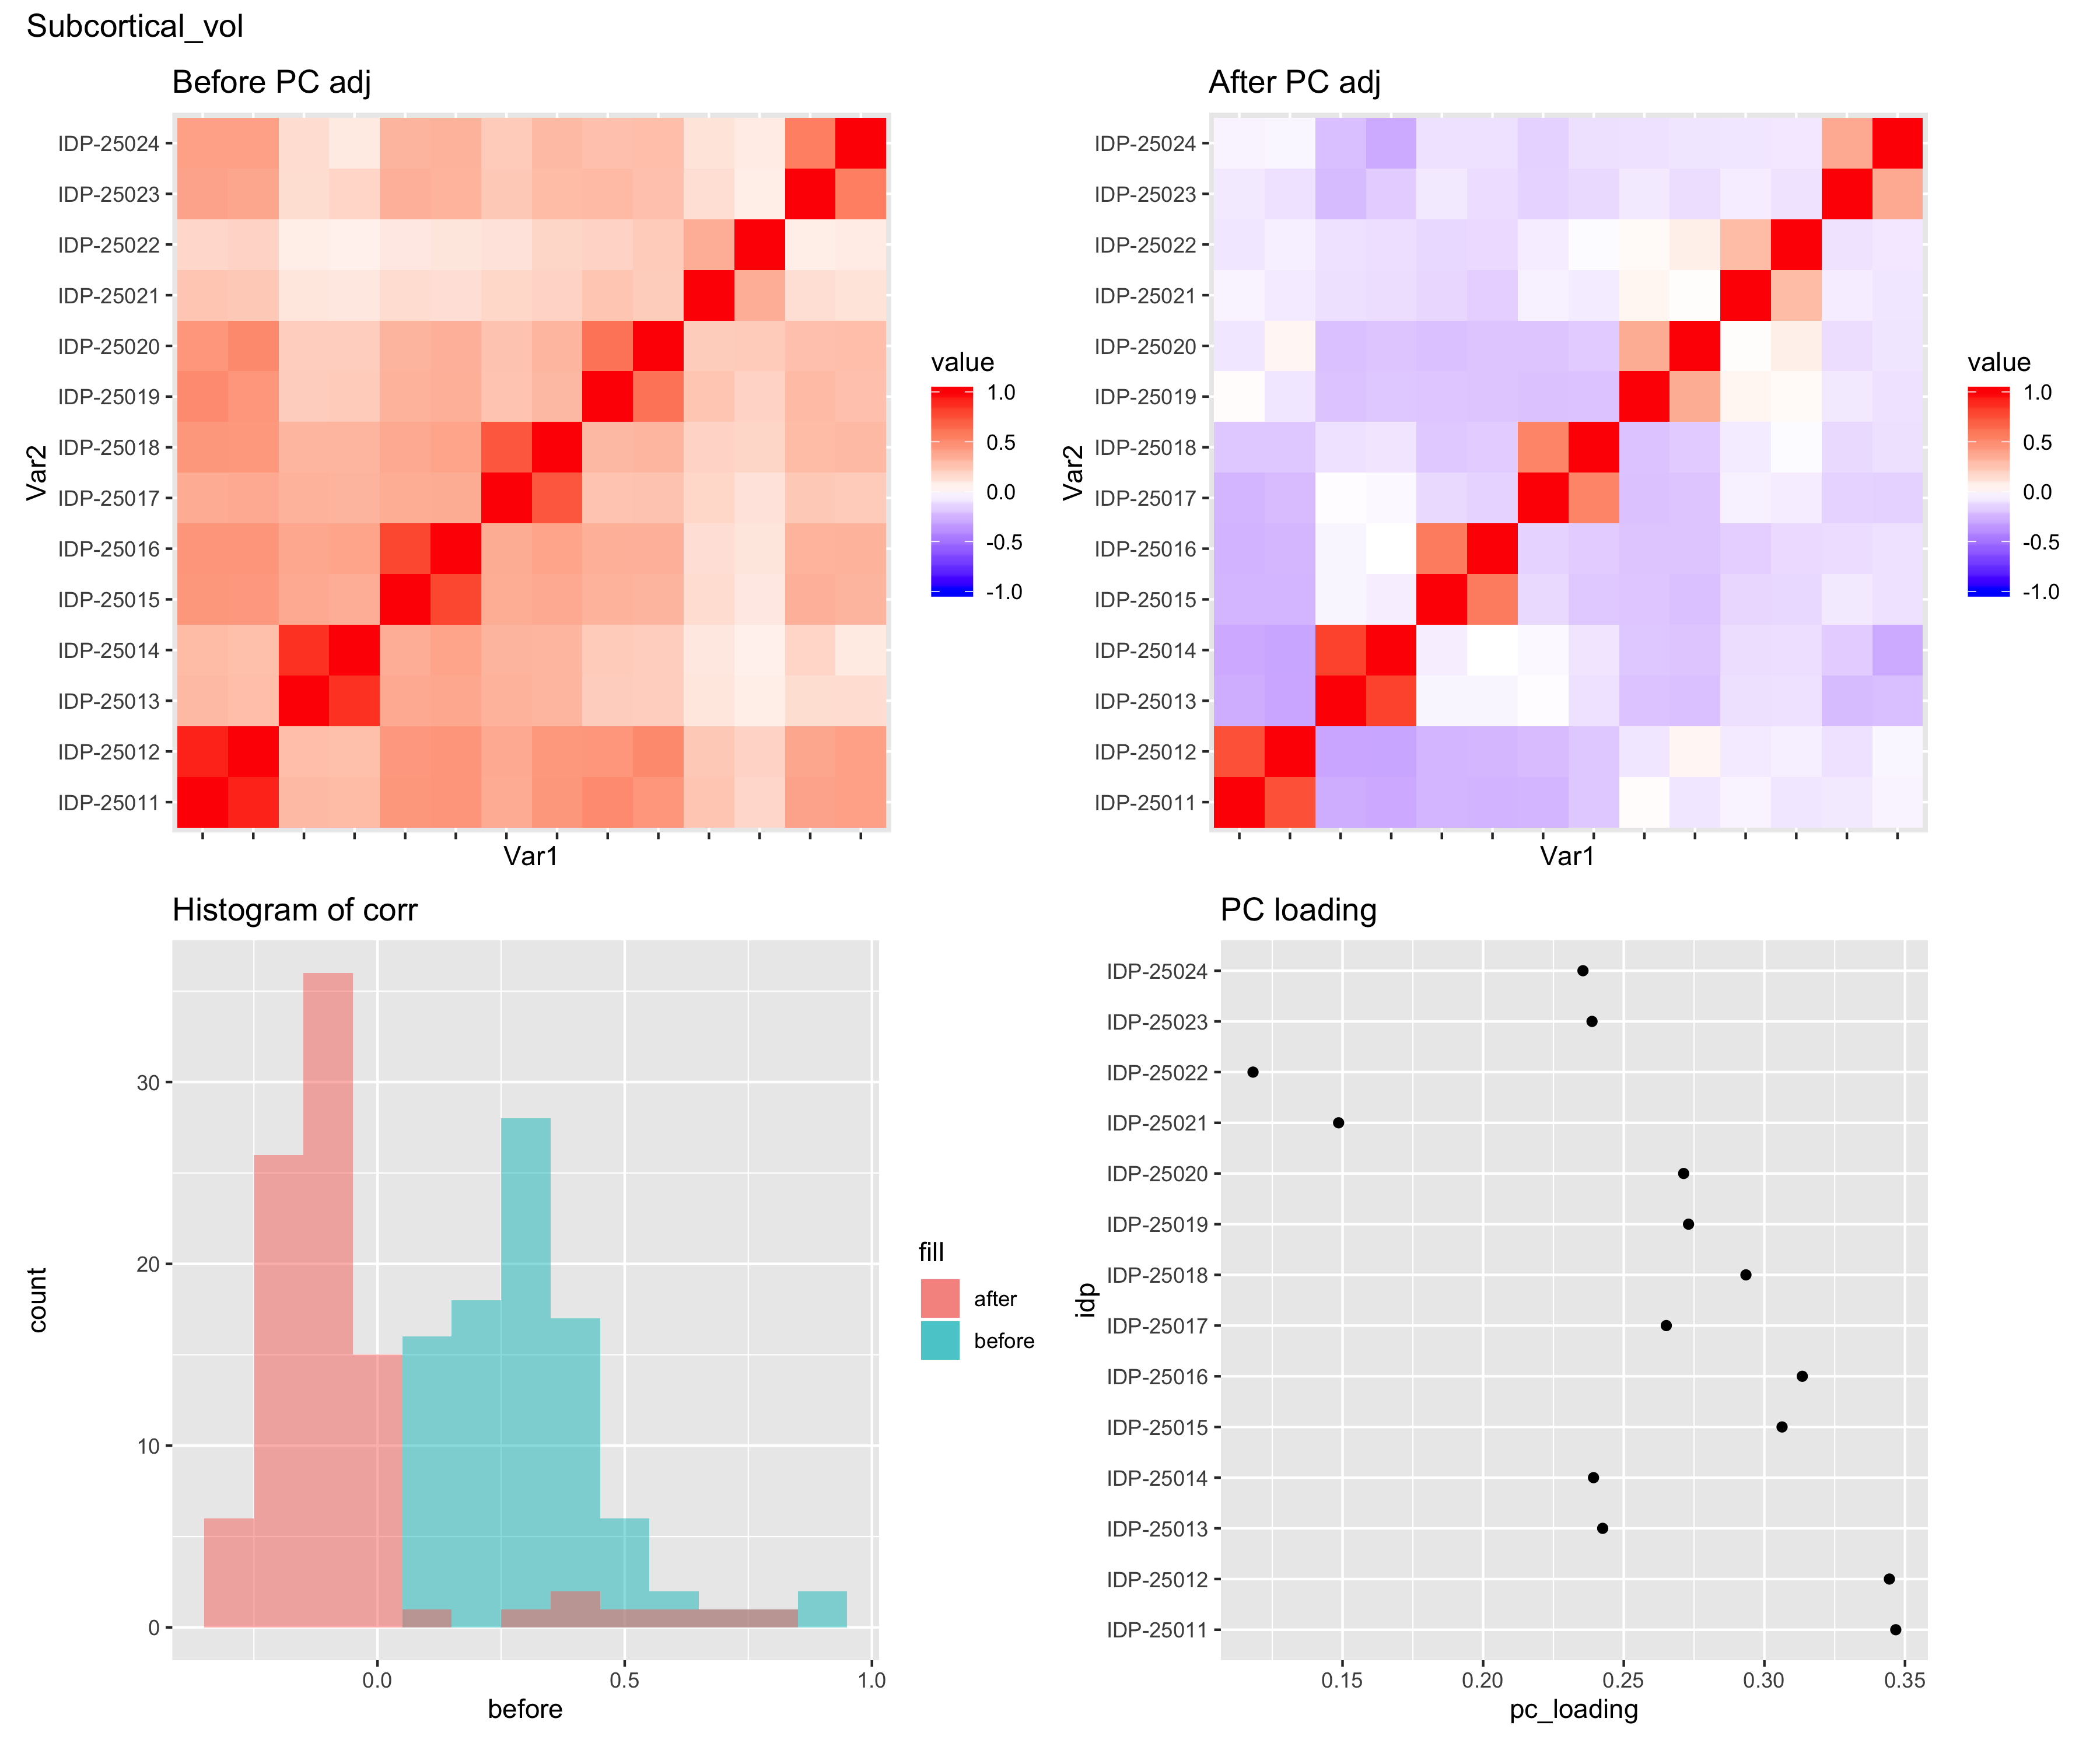 Subcortical_vol
Before PC adj
Var2
IDP-25024
IDP-25023
IDP-25022
IDP-25021
IDP-25020
IDP-25019
IDP-25018
IDP-25017
IDP-25016
IDP-25015
IDP-25014
IDP-25013
IDP-25012
IDP-25011
Var1
value
1.0
0.5
0.0
-0.5
-1.0
After PC adj
Var2
IDP-25024
IDP-25023
IDP-25022
IDP-25021
IDP-25020
IDP-25019
IDP-25018
IDP-25017
IDP-25016
IDP-25015
IDP-25014
IDP-25013
IDP-25012
IDP-25011
Var1
value
1.0
0.5
0.0
-0.5
-1.0
Histogram of corr
count
30
20
10
0
0.0 0.5 1.0
before
fill
after
before
PC loading
idp
IDP-25024
IDP-25023
IDP-25022
IDP-25021
IDP-25020
IDP-25019
IDP-25018
IDP-25017
IDP-25016
IDP-25015
IDP-25014
IDP-25013
IDP-25012
IDP-25011
0.15 0.20 0.25 0.30 0.35
pc_loading